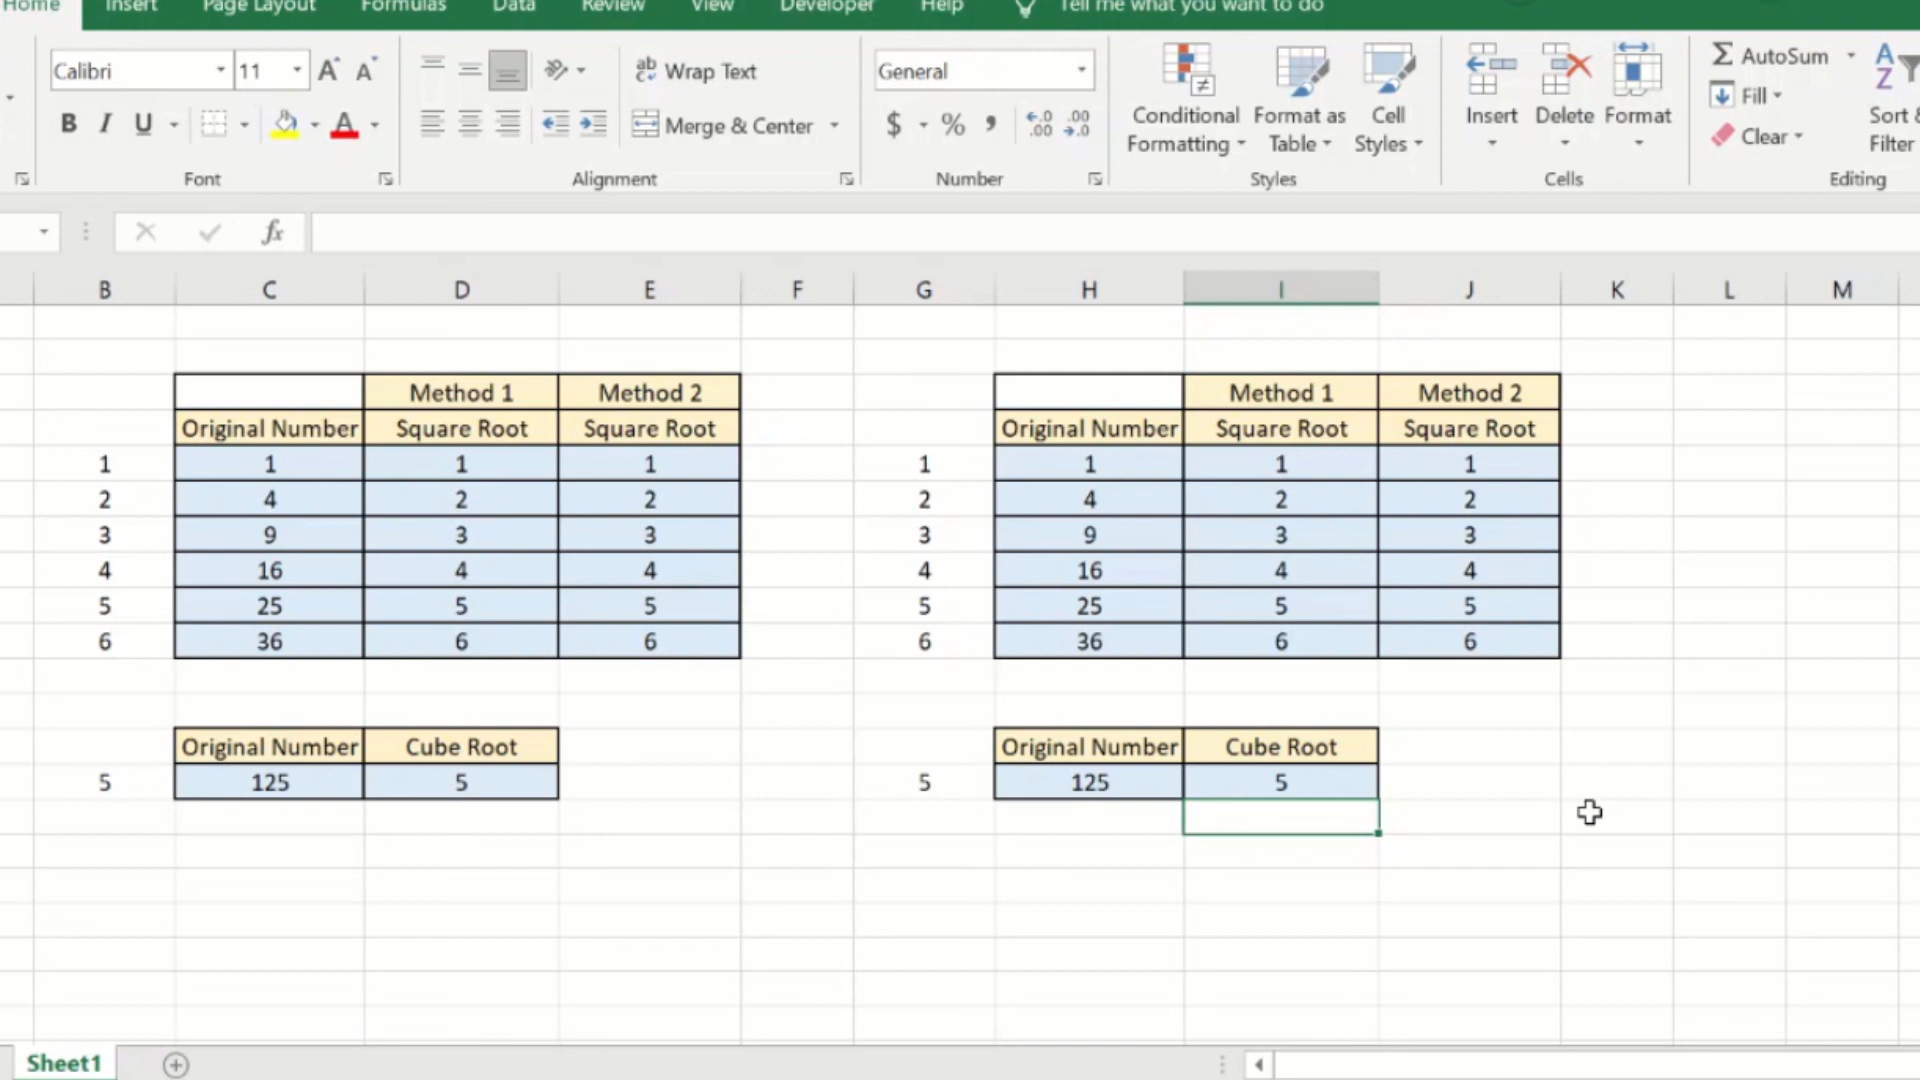 Home Insert Page Layout Formulas Data Review View Developer Help Tell me what you want to do
Calibri 11 A A Wrap Text General Σ AutoSum
B I U A Merge & Center $ % , Conditional Formatting Format as Table Cell Styles Insert Delete Format Fill Clear Sort & Filter
Font Alignment Number Styles Cells Editing
fx
B C D E F G H I J K L M
Method 1 Method 2 Method 1 Method 2
Original Number Square Root Square Root Original Number Square Root Square Root
1 1 1 1 1 1 1 1
2 4 2 2 2 4 2 2
3 9 3 3 3 9 3 3
4 16 4 4 4 16 4 4
5 25 5 5 5 25 5 5
6 36 6 6 6 36 6 6
Original Number Cube Root Original Number Cube Root
5 125 5 5 125 5
Sheet1